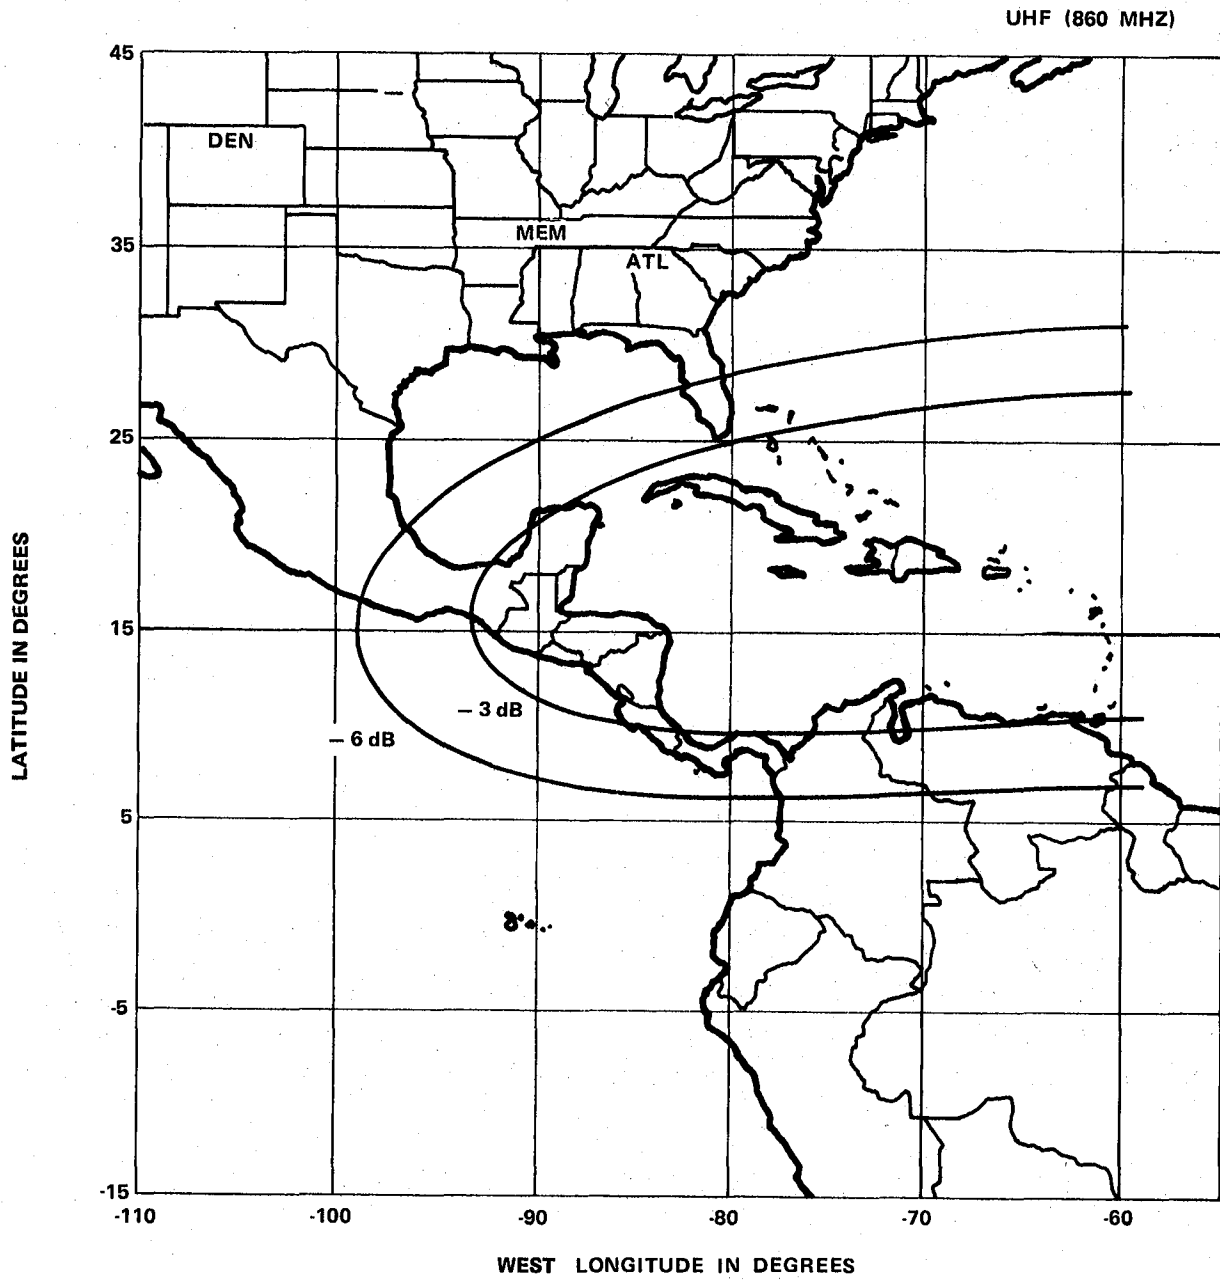 UHF (860 MHZ)
45
DEN
MEM
35
ATL
25
LATITUDE IN DEGREES
15
– 3 dB
– 6 dB
5
-5
-15
-110 -100 -90 -80 -70 -60
WEST LONGITUDE IN DEGREES